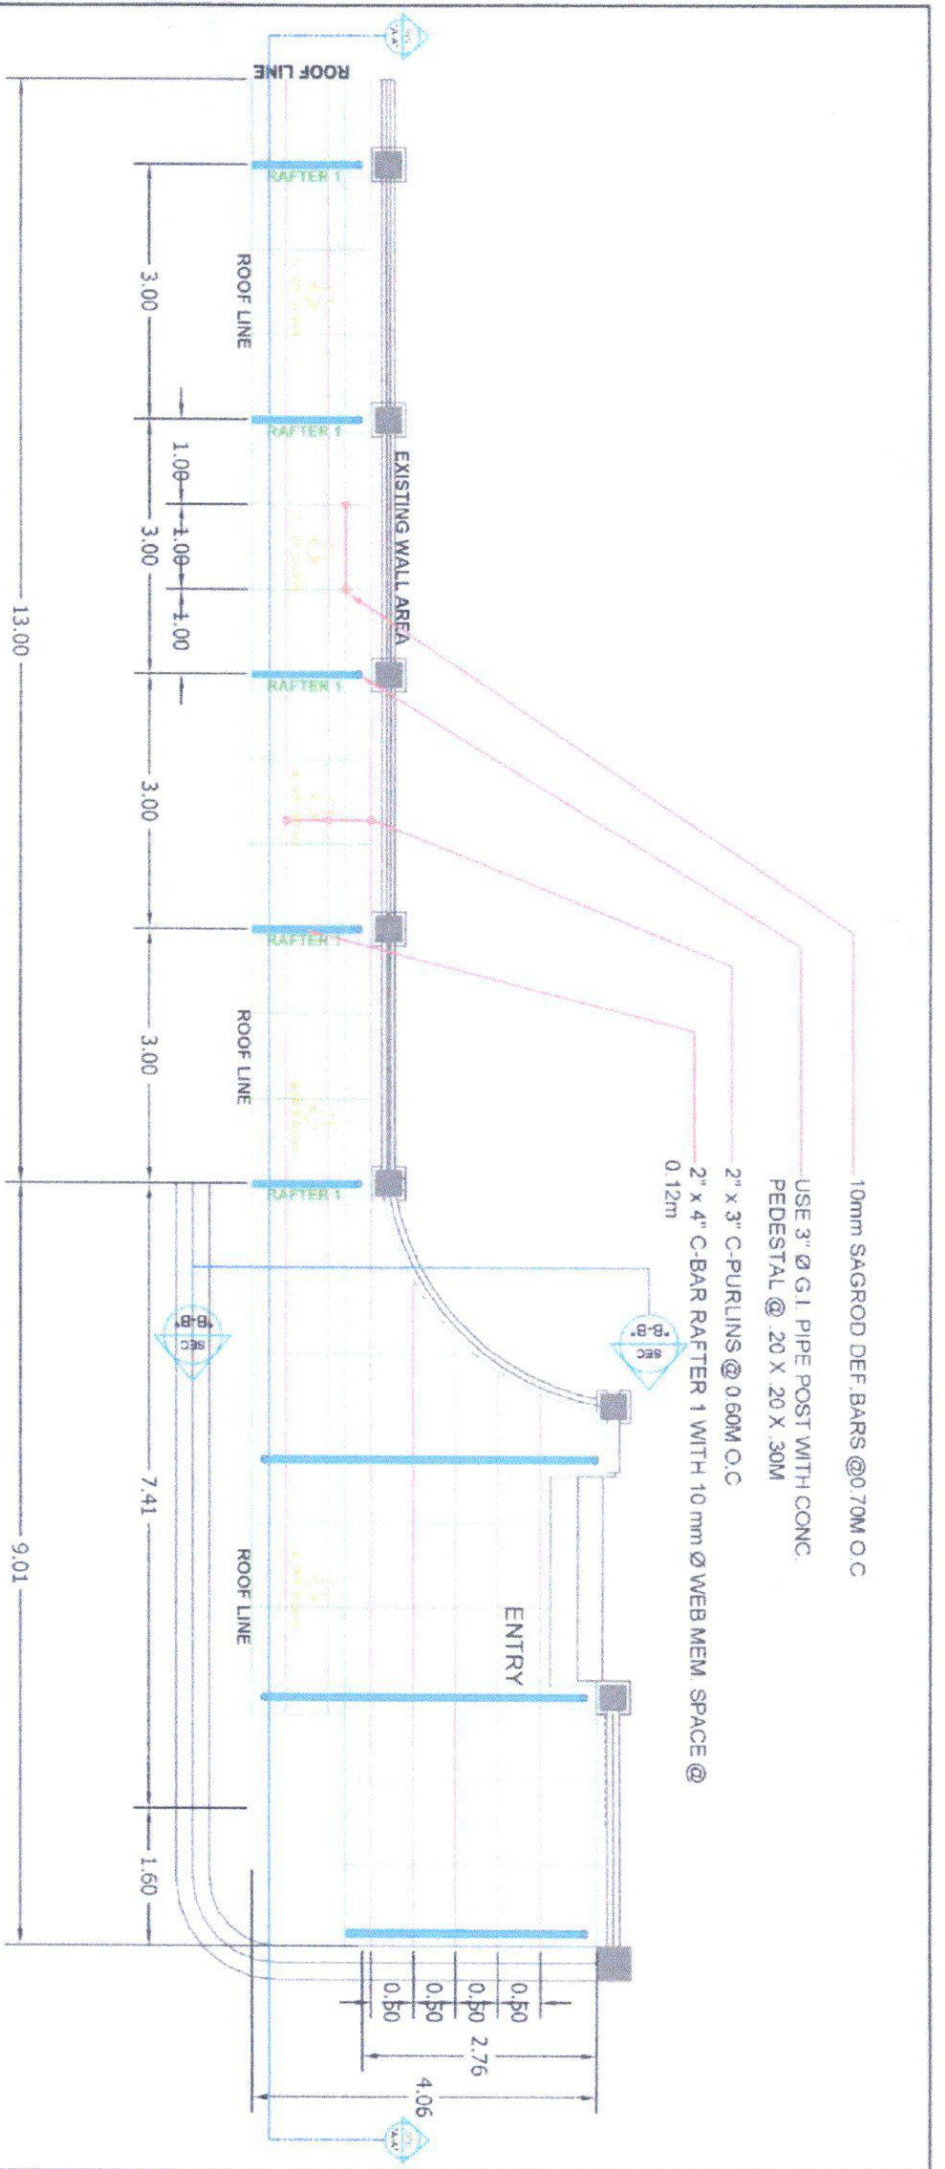 10mm SAGROD DEF. BARS @0.70M O.C
USE 3" Ø G.I. PIPE POST WITH CONC.
PEDESTAL @ .20 X .20 X .30M
2" x 3" C-PURLINS @ 0.60M O.C
2" x 4" C-BAR RAFTER 1 WITH 10 mm Ø WEB MEM. SPACE @
0.12m
SEC
"A-A"
EXISTING WALL AREA
SEC
"B-B"
ENTRY
ROOF LINE
RAFTER 1
RAFTER 1
RAFTER 1
RAFTER 1
RAFTER 1
ROOF LINE
ROOF LINE
ROOF LINE
SEC
"B-B"
0.50
0.50
0.50
0.50
2.76
4.06
"A-A"
1.00
1.00
1.00
3.00
3.00
3.00
3.00
7.41
1.60
13.00
9.01